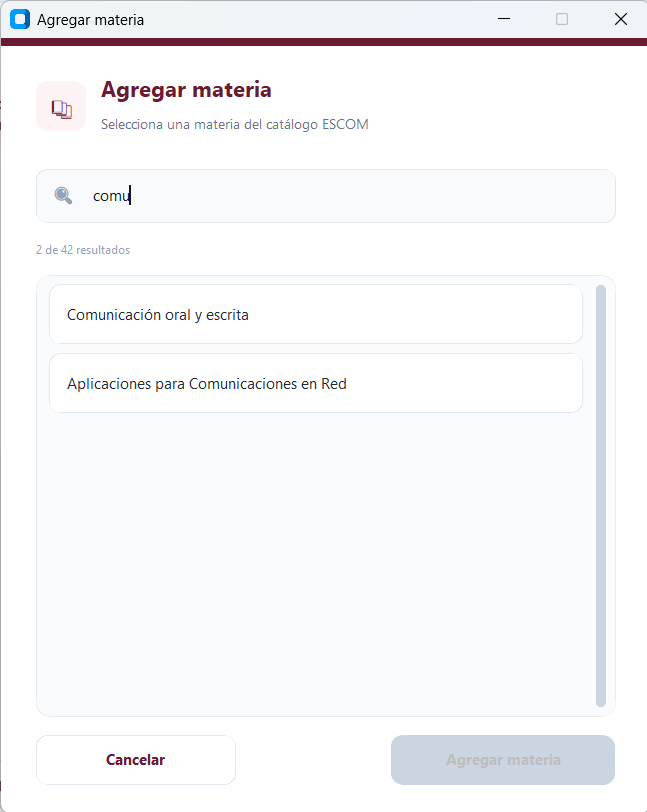 Agregar materia
Agregar materia
Selecciona una materia del catálogo ESCOM
comu
2 de 42 resultados
Comunicación oral y escrita
Aplicaciones para Comunicaciones en Red
Cancelar
Agregar materia